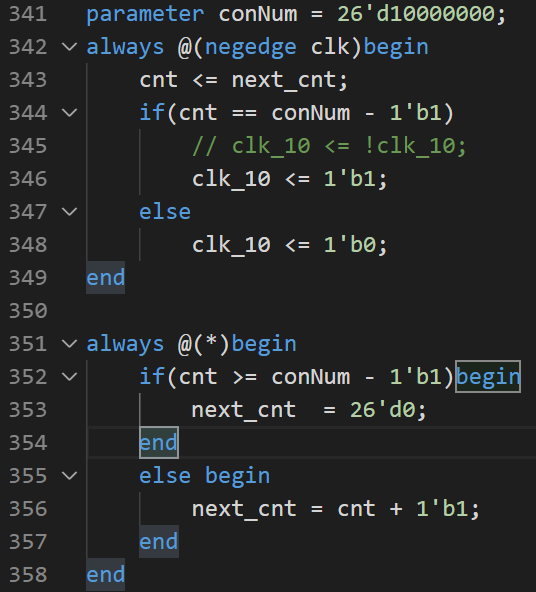 341 parameter conNum = 26'd10000000;
342 always @(negedge clk)begin
343 cnt <= next_cnt;
344 if(cnt == conNum - 1'b1)
345 // clk_10 <= !clk_10;
346 clk_10 <= 1'b1;
347 else
348 clk_10 <= 1'b0;
349 end
350
351 always @(*)begin
352 if(cnt >= conNum - 1'b1)begin
353 next_cnt  = 26'd0;
354 end
355 else begin
356 next_cnt = cnt + 1'b1;
357 end
358 end